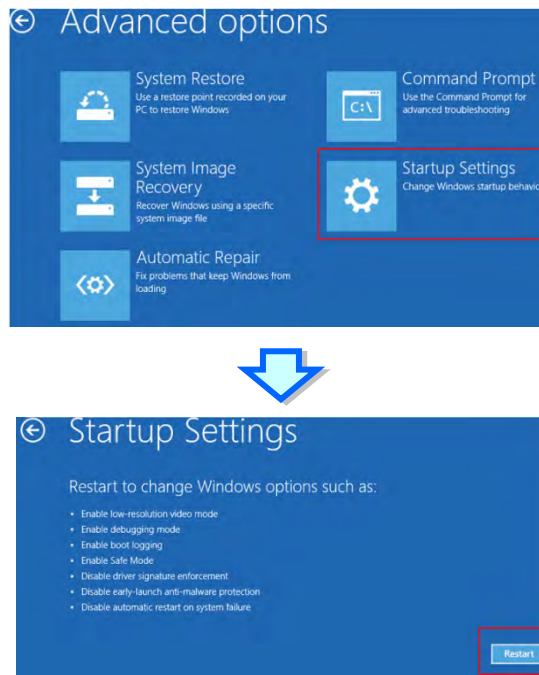 Advanced options
System Restore
Use a restore point recorded on your
PC to restore Windows
Command Prompt
Use the Command Prompt for
advanced troubleshooting
C:\
System Image
Recovery
Recover Windows using a specific
system image file
Startup Settings
Change Windows startup behavio
Automatic Repair
Fix problems that keep Windows from
loading
Startup Settings
Restart to change Windows options such as:
• Enable low-resolution video mode
• Enable debugging mode
• Enable boot logging
• Enable Safe Mode
• Disable driver signature enforcement
• Disable early-launch anti-malware protection
• Disable automatic restart on system failure
Restart